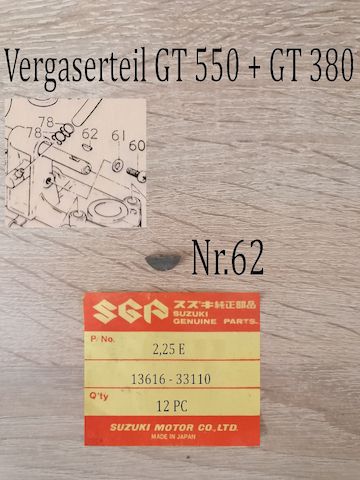 Vergaserteil GT 550 + GT 380
78
78
62
61
60
Nr.62
SGP スズキ純正部品
SUZUKI
GENUINE PARTS.
P/No.
2,25 E
13616 - 33110
Q'ty
12 PC
SUZUKI MOTOR CO.,LTD.
MADE IN JAPAN